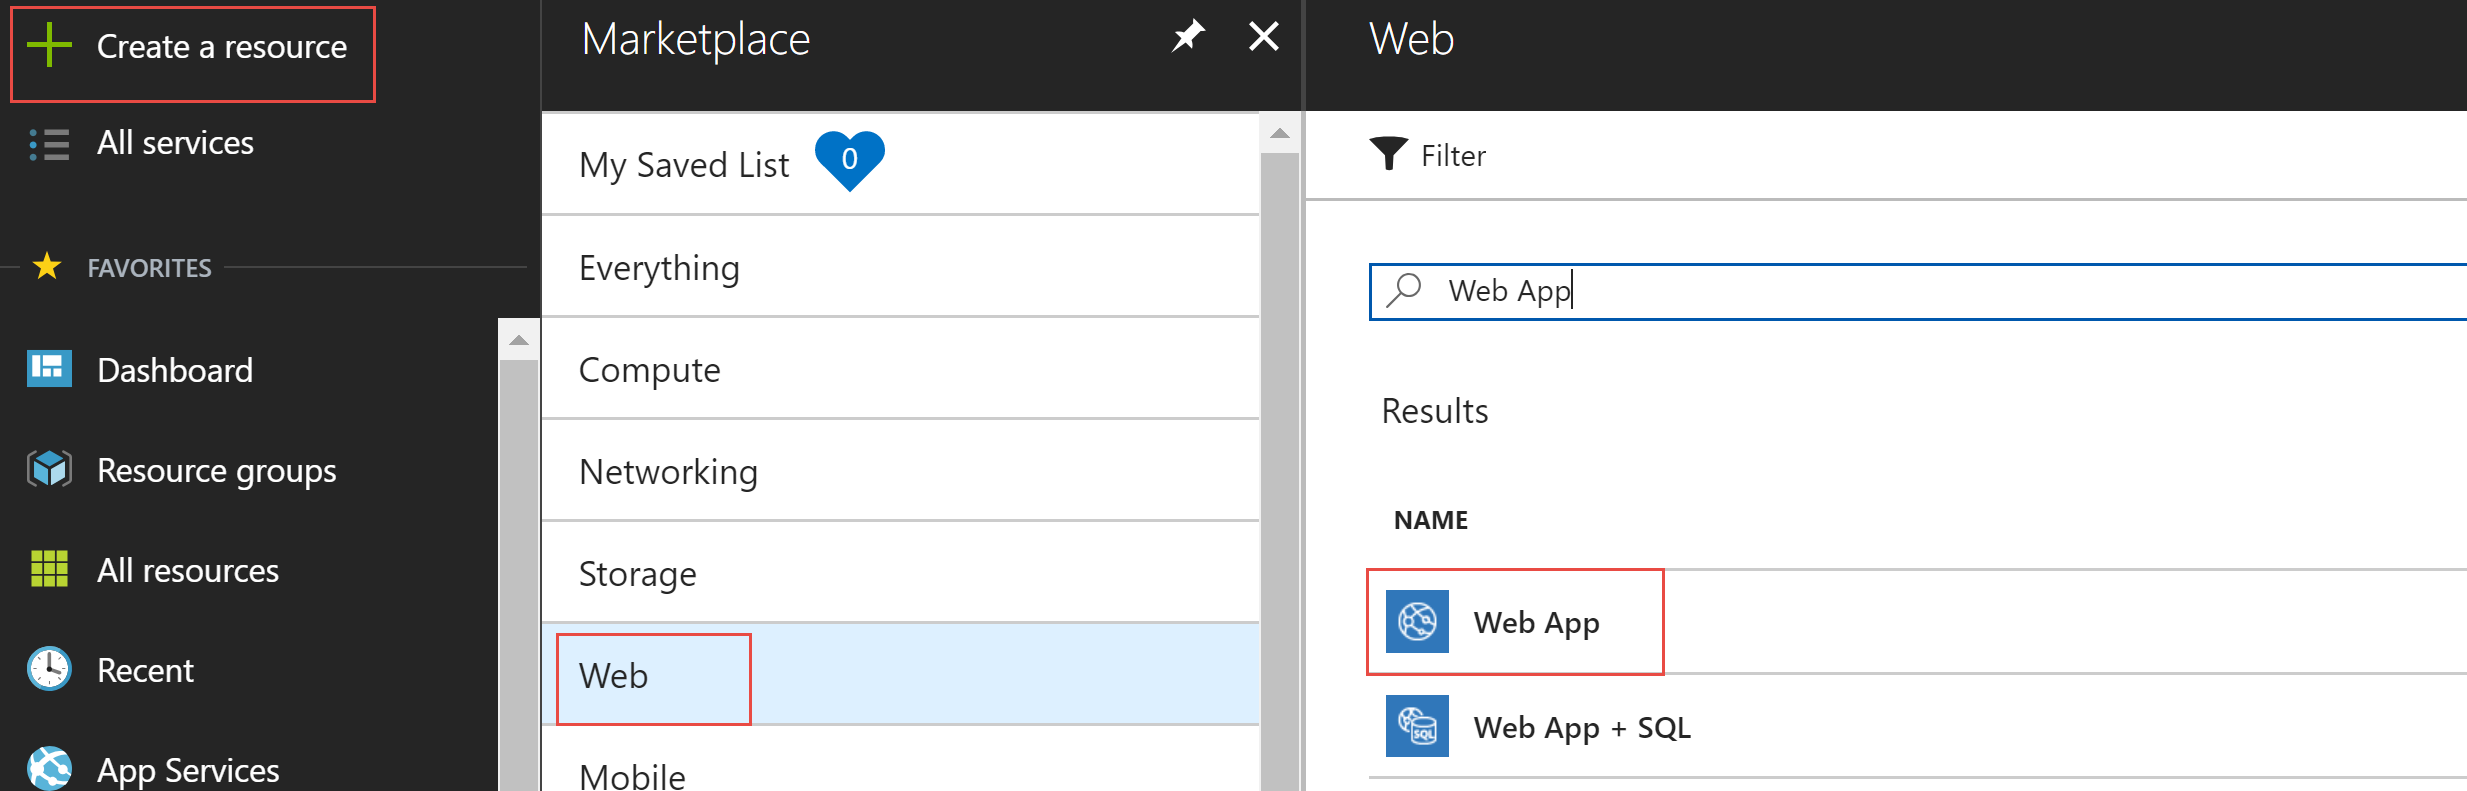 Create a resource
All services
FAVORITES
Dashboard
Resource groups
All resources
Recent
App Services
Marketplace
My Saved List 0
Everything
Compute
Networking
Storage
Web
Mobile
Web
Filter
Web App
Results
NAME
Web App
SQL
Web App + SQL